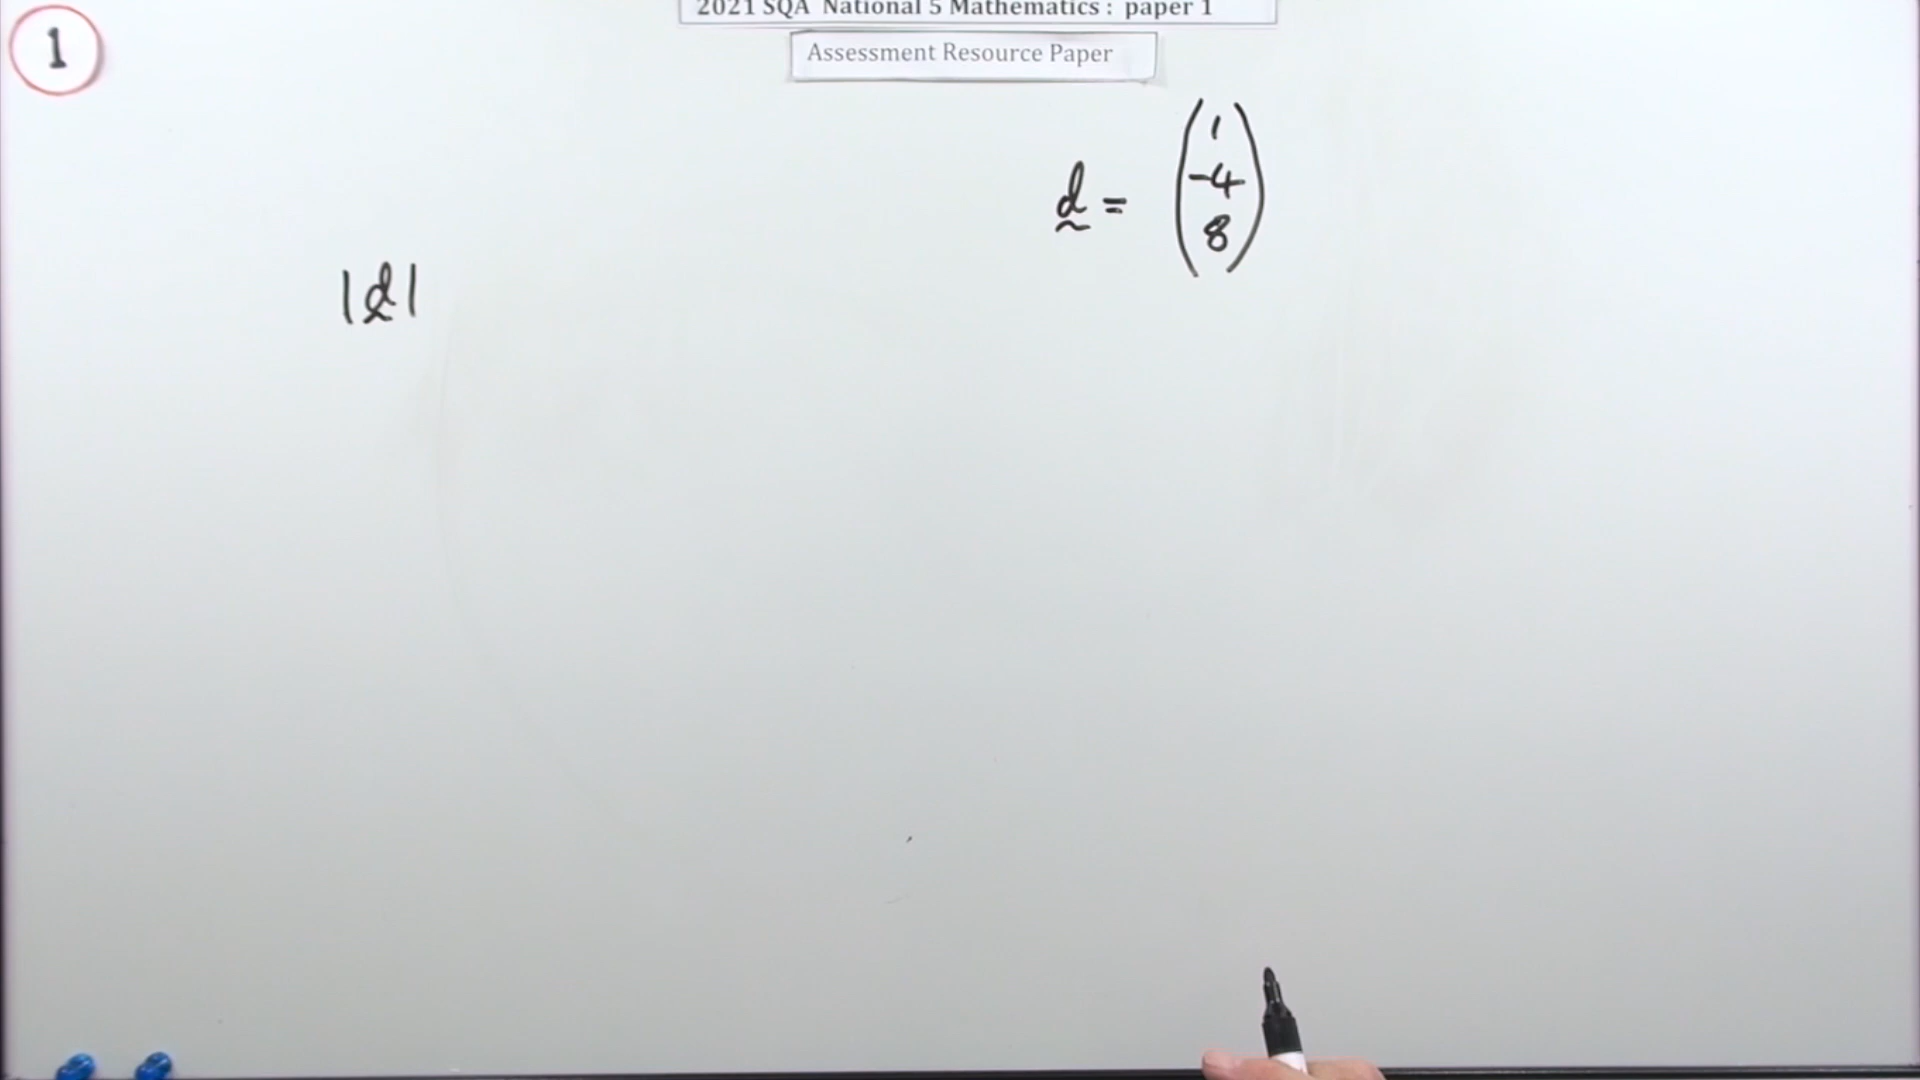 2021 SQA National 5 Mathematics : paper 1
1
Assessment Resource Paper
d = ( 1
-4
8 )
|d|